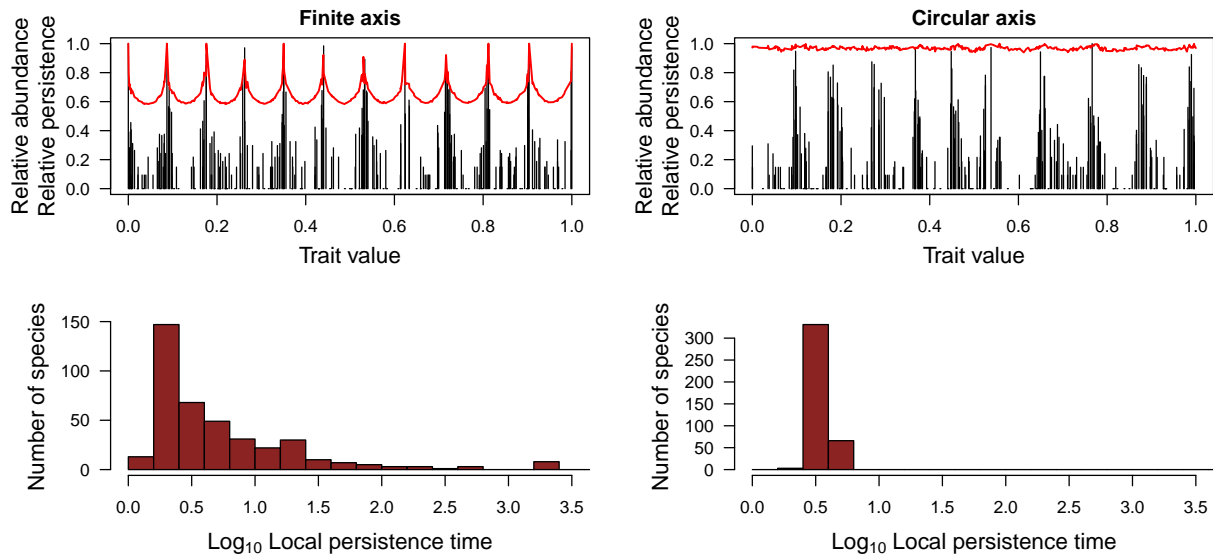 Finite axis
Relative abundance
Relative persistence
1.0
0.8
0.6
0.4
0.2
0.0
0.0 0.2 0.4 0.6 0.8 1.0
Trait value
Circular axis
Relative abundance
Relative persistence
1.0
0.8
0.6
0.4
0.2
0.0
0.0 0.2 0.4 0.6 0.8 1.0
Trait value
Number of species
150
100
50
0
0.0 0.5 1.0 1.5 2.0 2.5 3.0 3.5
Log10 Local persistence time
Number of species
300
250
200
150
100
50
0
0.0 0.5 1.0 1.5 2.0 2.5 3.0 3.5
Log10 Local persistence time